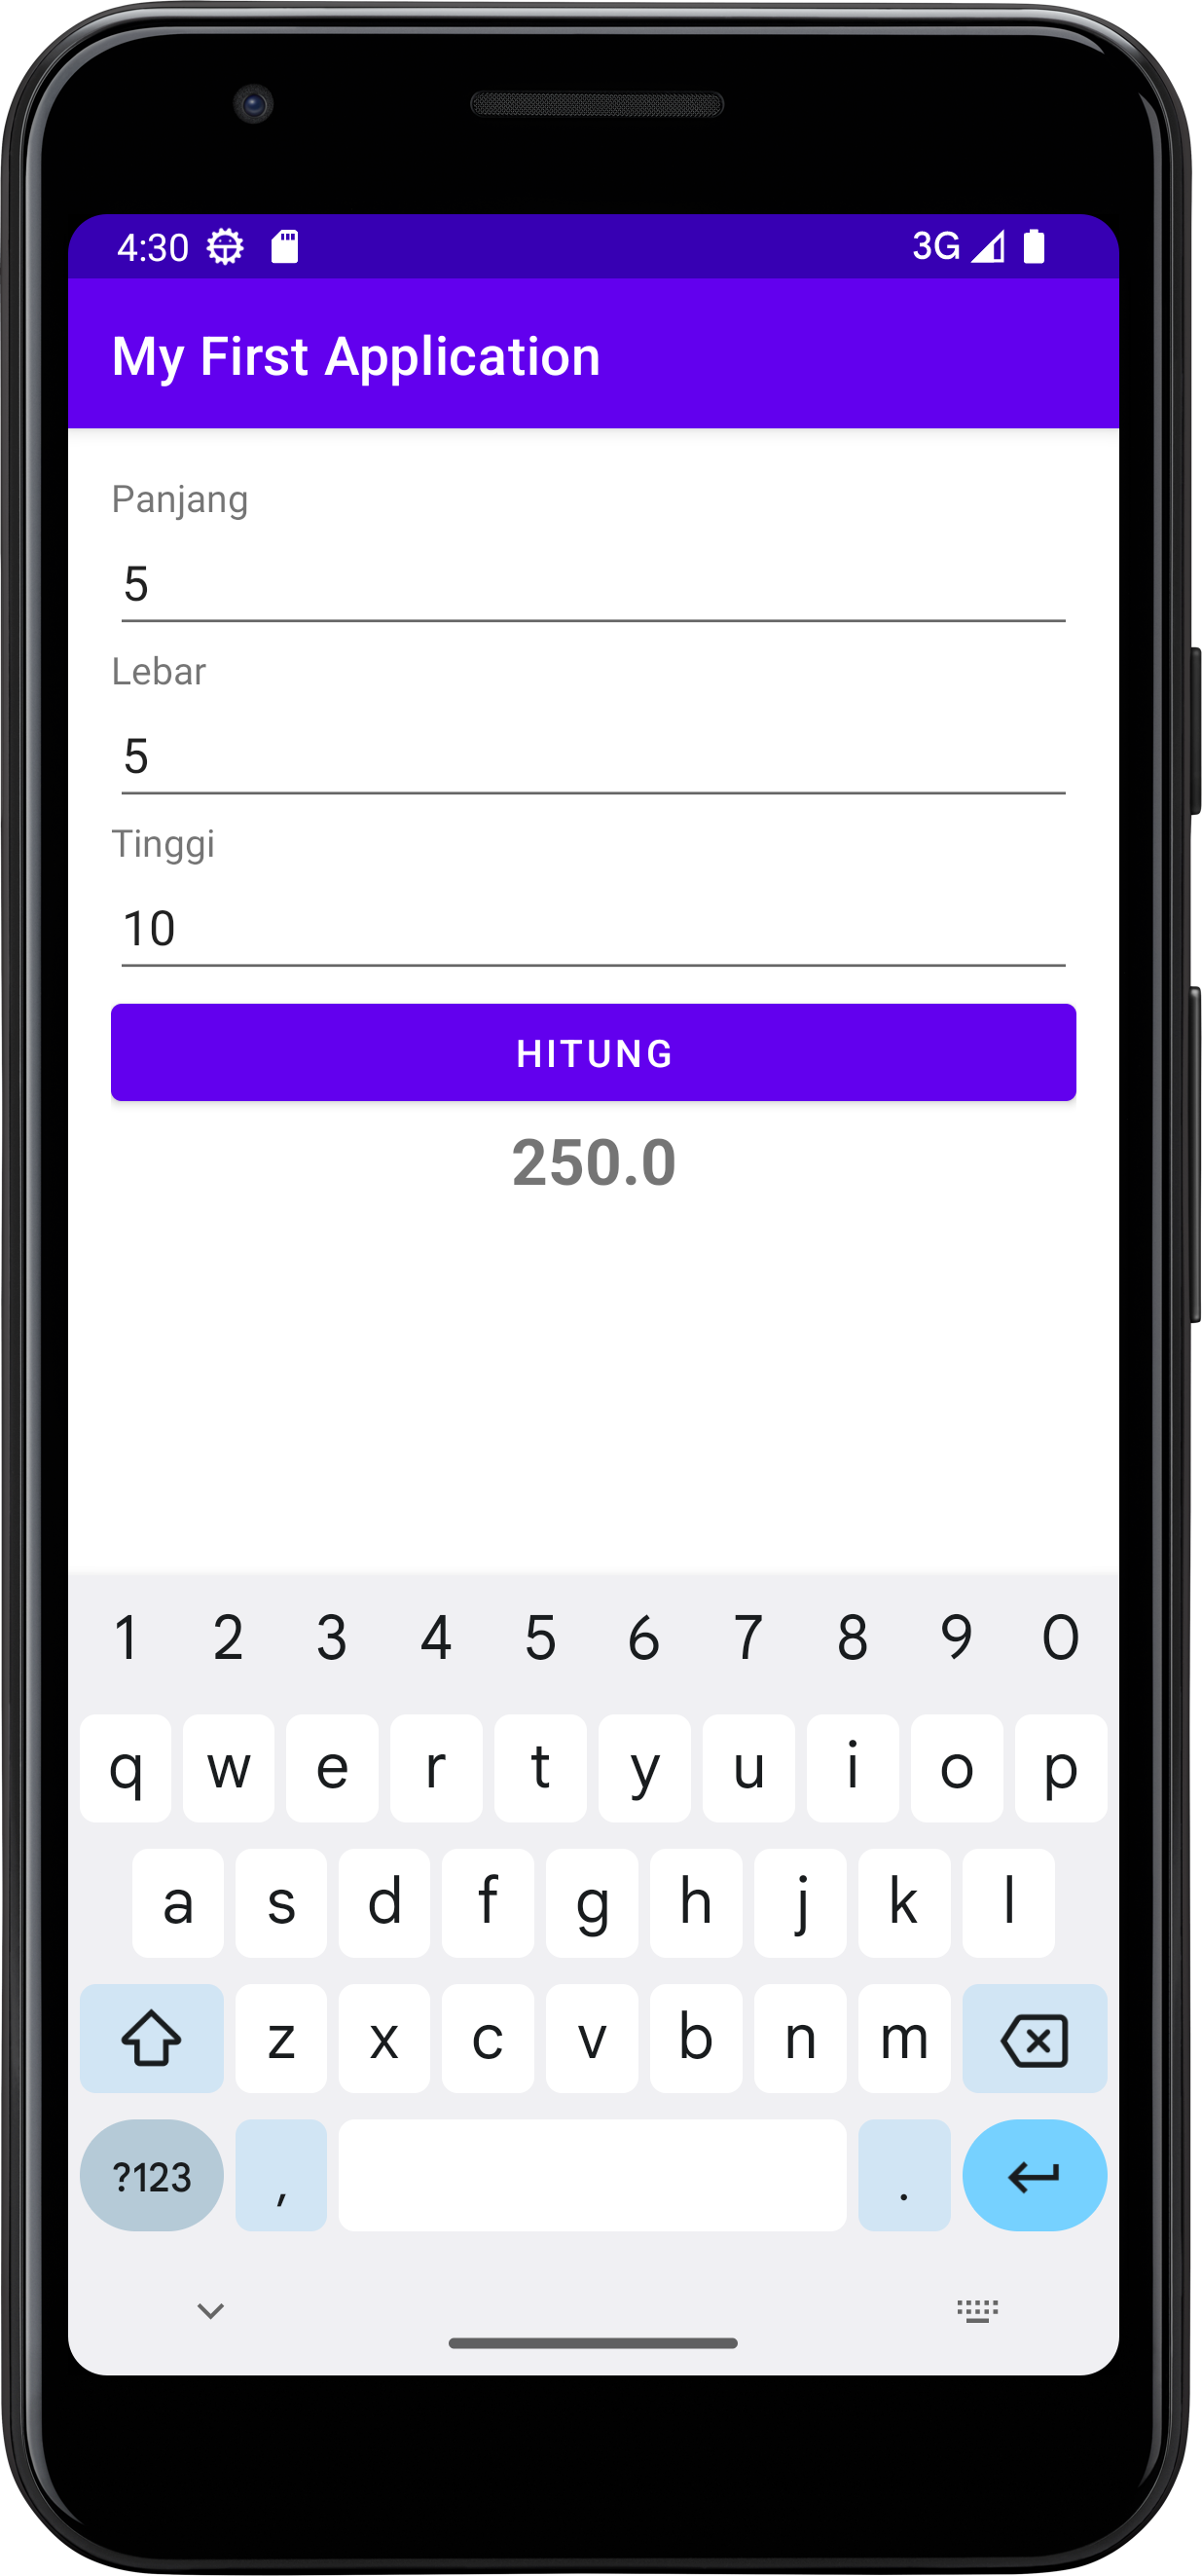 4:30 3G
My First Application
Panjang
5
Lebar
5
Tinggi
10
HITUNG
250.0
1 2 3 4 5 6 7 8 9 0
q w e r t y u i o p
a s d f g h j k l
z x c v b n m
?123 , .